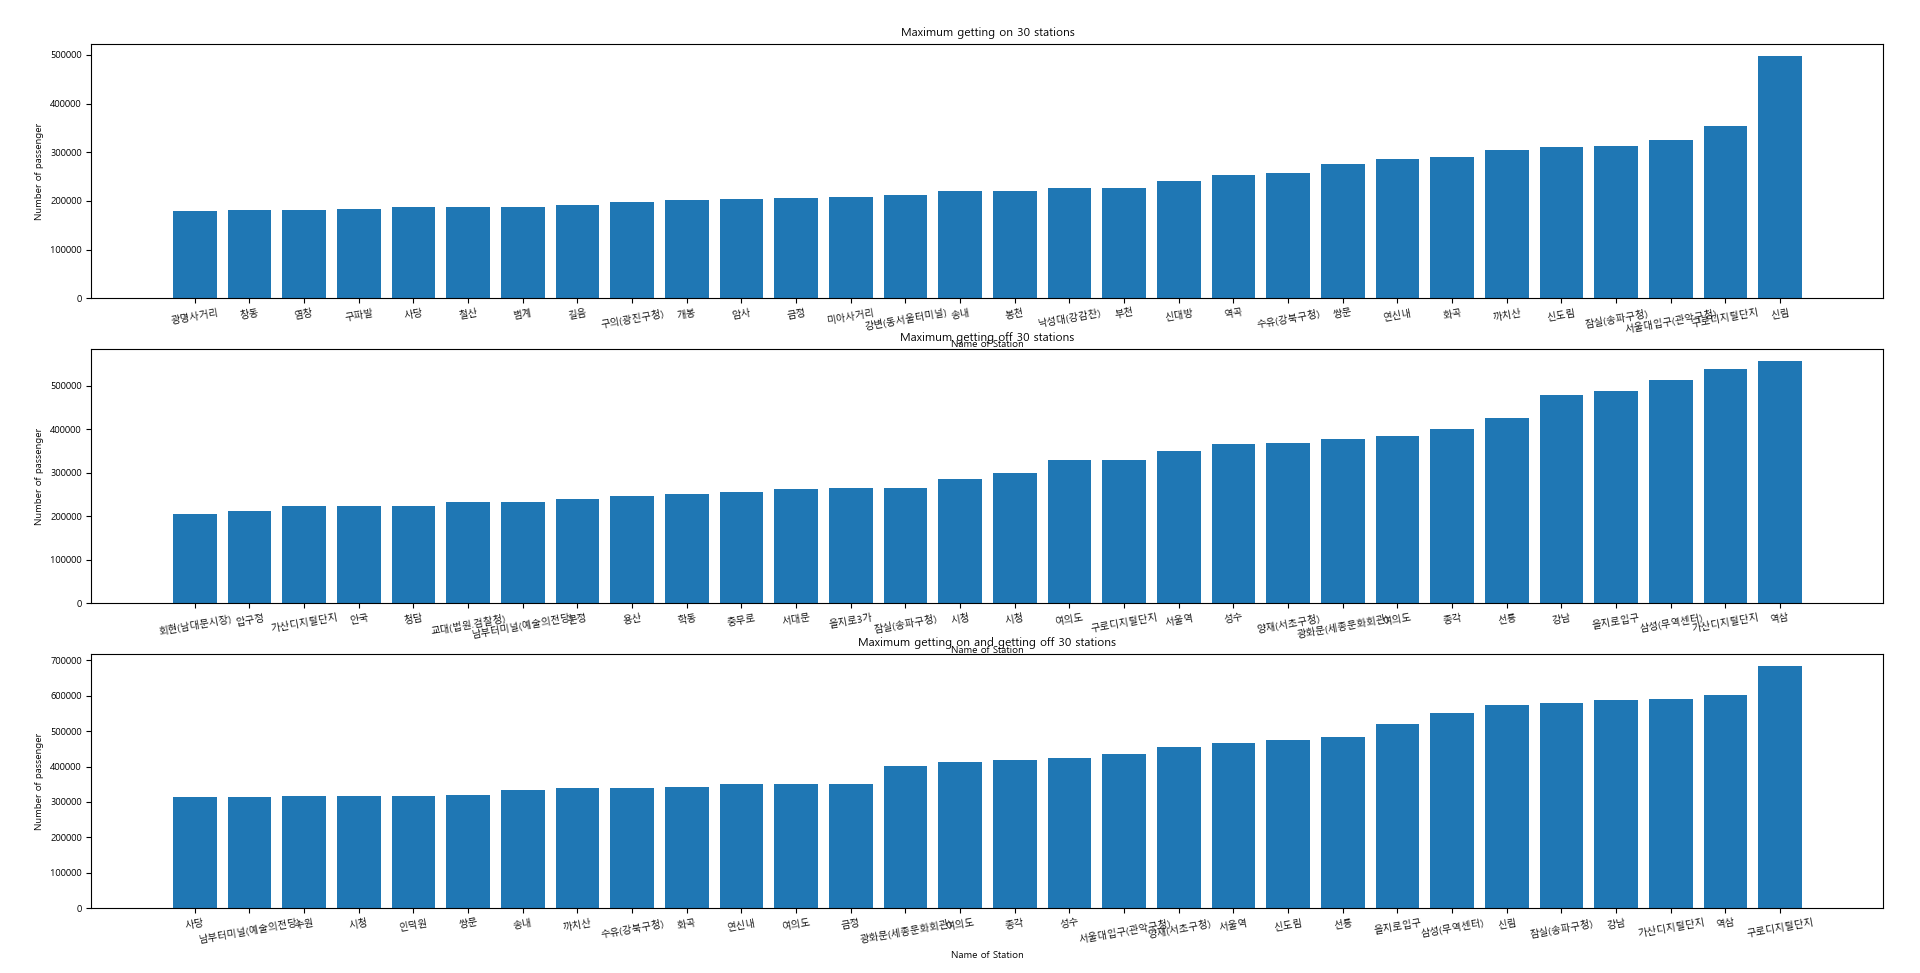 Maximum getting on 30 stations
Number of passenger
500000
400000
300000
200000
100000
0
광명사거리 창동 염창 구파발 사당 철산 범계 길음 구의(광진구청) 개봉 암사 금정 미아사거리 강변(동서울터미널) 송내 봉천 낙성대(강감찬) 부천 신대방 역곡 수유(강북구청) 쌍문 연신내 화곡 까치산 신도림 잠실(송파구청) 서울대입구(관악구청) 구로디지털단지 신림
Name of Station
Maximum getting off 30 stations
Number of passenger
500000
400000
300000
200000
100000
0
회현(남대문시장) 압구정 가산디지털단지 안국 청담 교대(법원.검찰청) 남부터미널(예술의전당) 문정 용산 학동 충무로 서대문 을지로3가 잠실(송파구청) 시청 시청 여의도 구로디지털단지 서울역 성수 양재(서초구청) 광화문(세종문화회관) 여의도 종각 선릉 강남 을지로입구 삼성(무역센터) 가산디지털단지 역삼
Name of Station
Maximum getting on and getting off 30 stations
Number of passenger
700000
600000
500000
400000
300000
200000
100000
0
사당 남부터미널(예술의전당) 수원 시청 인덕원 쌍문 송내 까치산 수유(강북구청) 화곡 연신내 여의도 금정 광화문(세종문화회관) 여의도 종각 성수 서울대입구(관악구청) 양재(서초구청) 서울역 신도림 선릉 을지로입구 삼성(무역센터) 신림 잠실(송파구청) 강남 가산디지털단지 역삼 구로디지털단지
Name of Station